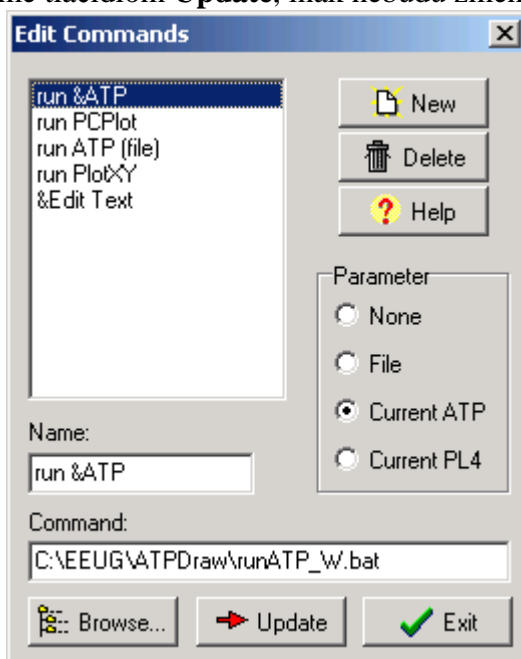 Update
Edit Commands
run &ATP
run PCPlot
run ATP (file)
run PlotXY
&Edit Text
New
Delete
Help
Parameter
None
File
Current ATP
Current PL4
Name:
run &ATP
Command:
C:\EEUG\ATPDraw\runATP_W.bat
Browse...
Update
Exit